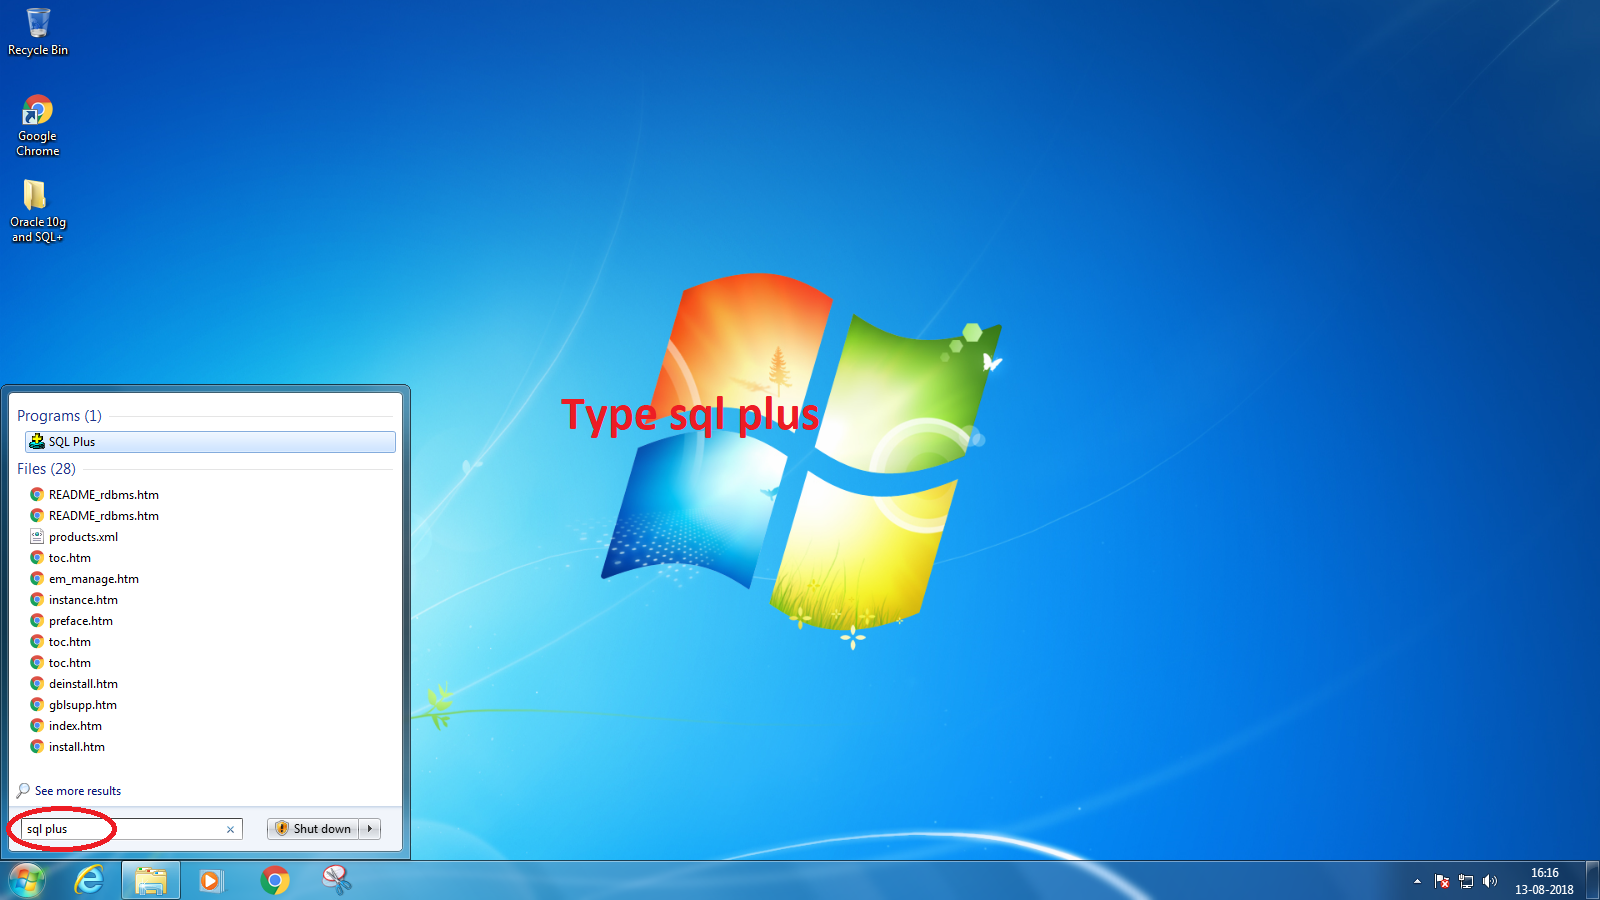 Recycle Bin
Google
Chrome
Oracle 10g
and SQL+
Type sql plus
Programs (1)
SQL Plus
Files (28)
README_rdbms.htm
README_rdbms.htm
products.xml
toc.htm
em_manage.htm
instance.htm
preface.htm
toc.htm
toc.htm
deinstall.htm
gblsupp.htm
index.htm
install.htm
See more results
sql plus
Shut down
16:16
13-08-2018